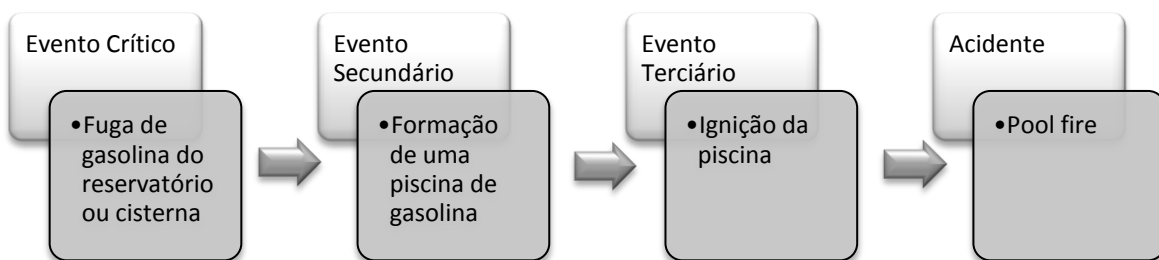 Evento Crítico
•Fuga de
gasolina do
reservatório
ou cisterna
Evento
Secundário
•Formação
de uma
piscina de
gasolina
Evento
Terciário
•Ignição da
piscina
Acidente
•Pool fire